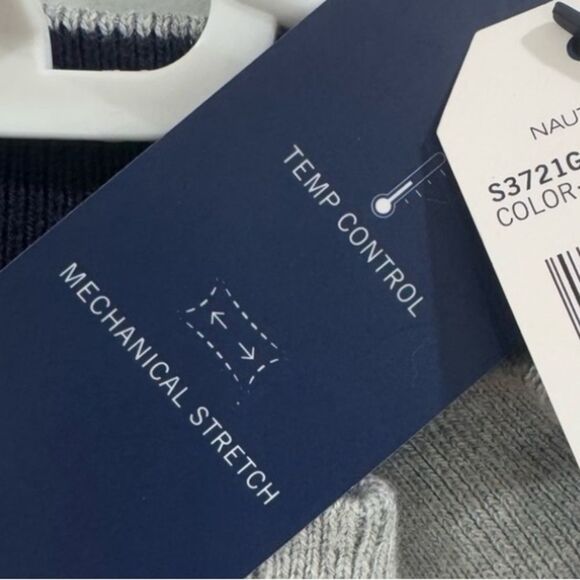 TEMP CONTROL
MECHANICAL STRETCH
NAUT
S3721G
COLOR